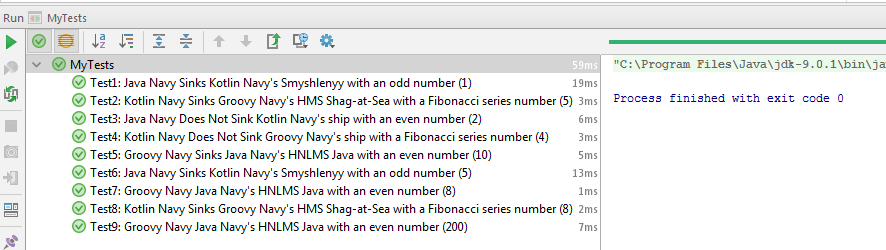 Run MyTests
MyTests 59ms
Test1: Java Navy Sinks Kotlin Navy's Smyshlenyy with an odd number (1) 19ms
Test2: Kotlin Navy Sinks Groovy Navy's HMS Shag-at-Sea with a Fibonacci series number (5) 3ms
Test3: Java Navy Does Not Sink Kotlin Navy's ship with an even number (2) 6ms
Test4: Kotlin Navy Does Not Sink Groovy Navy's ship with a Fibonacci series number (4) 3ms
Test5: Groovy Navy Sinks Java Navy's HNLMS Java with an even number (10) 5ms
Test6: Java Navy Sinks Kotlin Navy's Smyshlenyy with an odd number (5) 13ms
Test7: Groovy Navy Java Navy's HNLMS Java with an even number (8) 1ms
Test8: Kotlin Navy Sinks Groovy Navy's HMS Shag-at-Sea with a Fibonacci series number (8) 2ms
Test9: Groovy Navy Java Navy's HNLMS Java with an even number (200) 7ms
"C:\Program Files\Java\jdk-9.0.1\bin\ja
Process finished with exit code 0